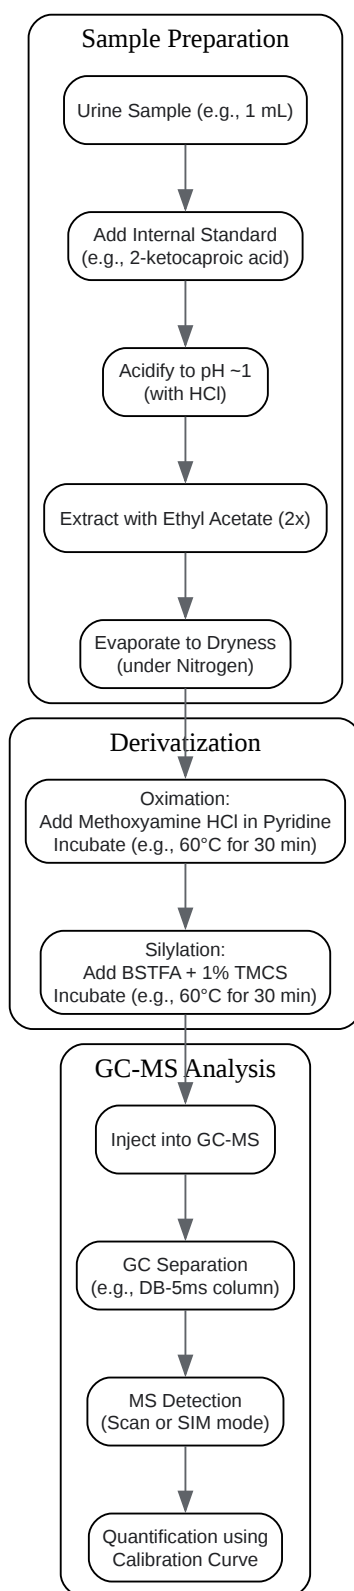 Sample Preparation
Urine Sample (e.g., 1 mL)
Add Internal Standard
(e.g., 2-ketocaproic acid)
Acidify to pH ~1
(with HCl)
Extract with Ethyl Acetate (2x)
Evaporate to Dryness
(under Nitrogen)
Derivatization
Oximation:
Add Methoxyamine HCl in Pyridine
Incubate (e.g., 60°C for 30 min)
Silylation:
Add BSTFA + 1% TMCS
Incubate (e.g., 60°C for 30 min)
GC-MS Analysis
Inject into GC-MS
GC Separation
(e.g., DB-5ms column)
MS Detection
(Scan or SIM mode)
Quantification using
Calibration Curve